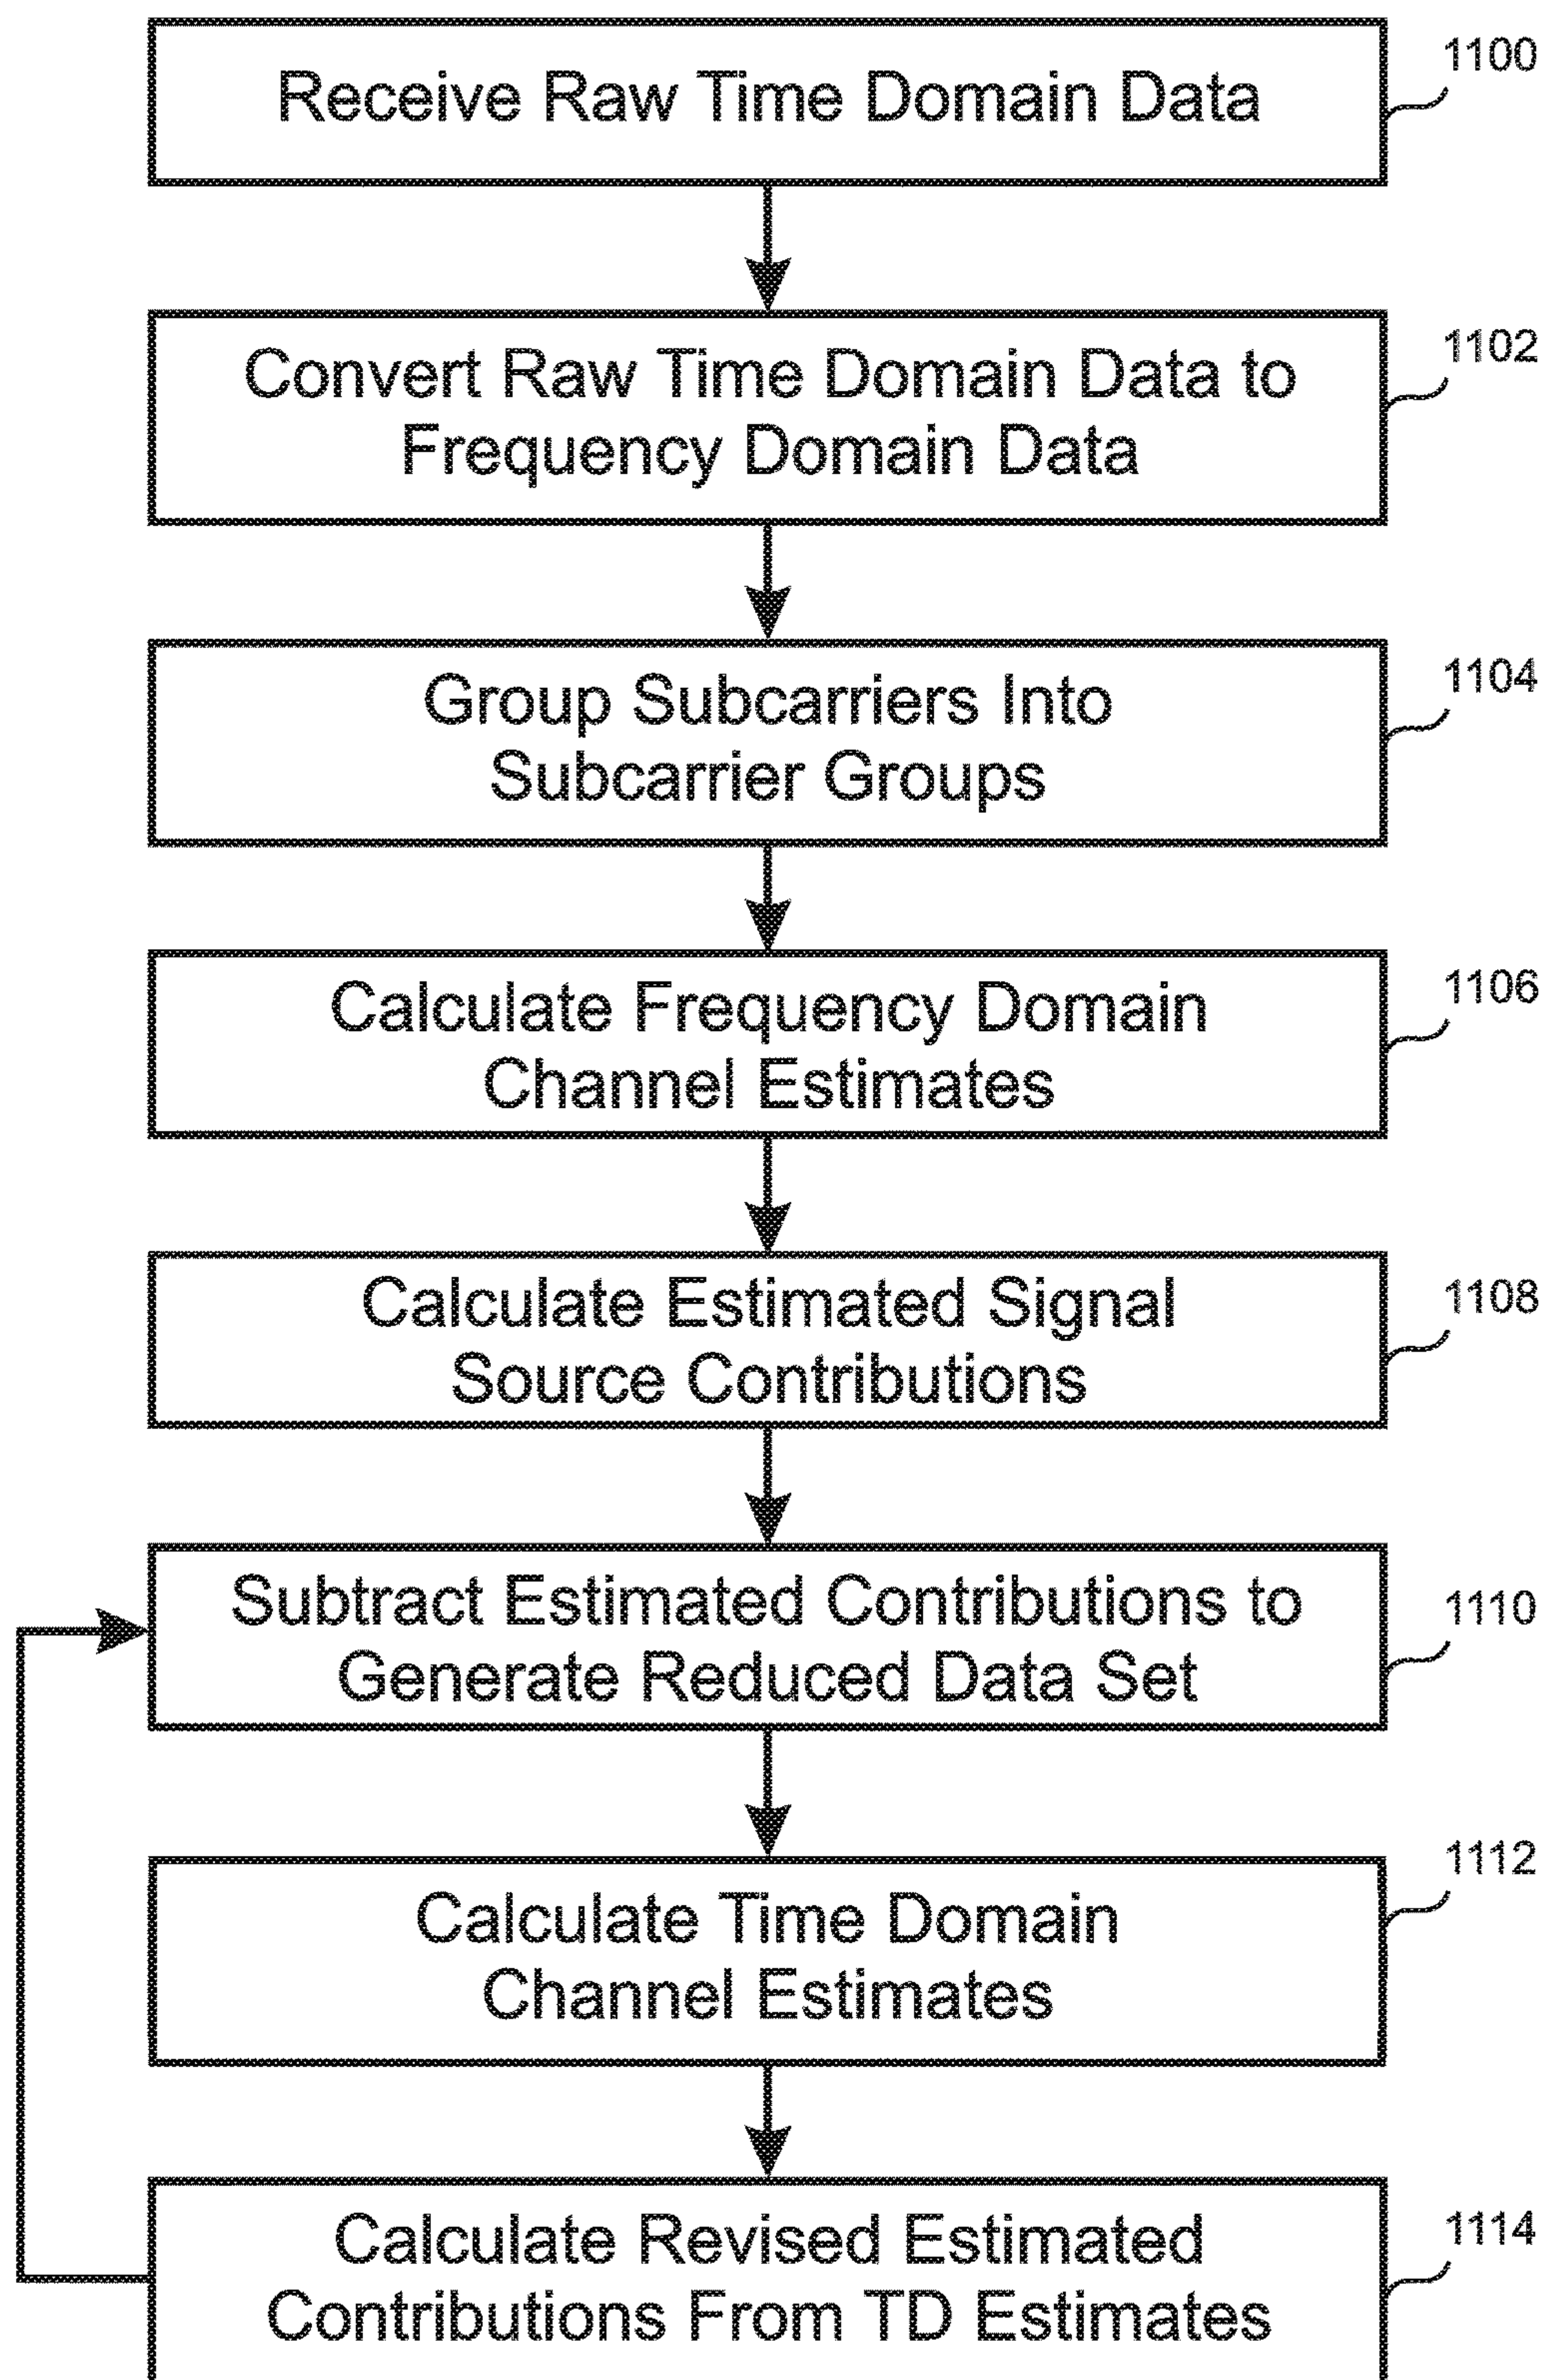 Receive Raw Time Domain Data
1100
Convert Raw Time Domain Data to
Frequency Domain Data
1102
Group Subcarriers Into
Subcarrier Groups
1104
Calculate Frequency Domain
Channel Estimates
1106
Calculate Estimated Signal
Source Contributions
1108
Subtract Estimated Contributions to
Generate Reduced Data Set
1110
Calculate Time Domain
Channel Estimates
1112
Calculate Revised Estimated
Contributions From TD Estimates
1114